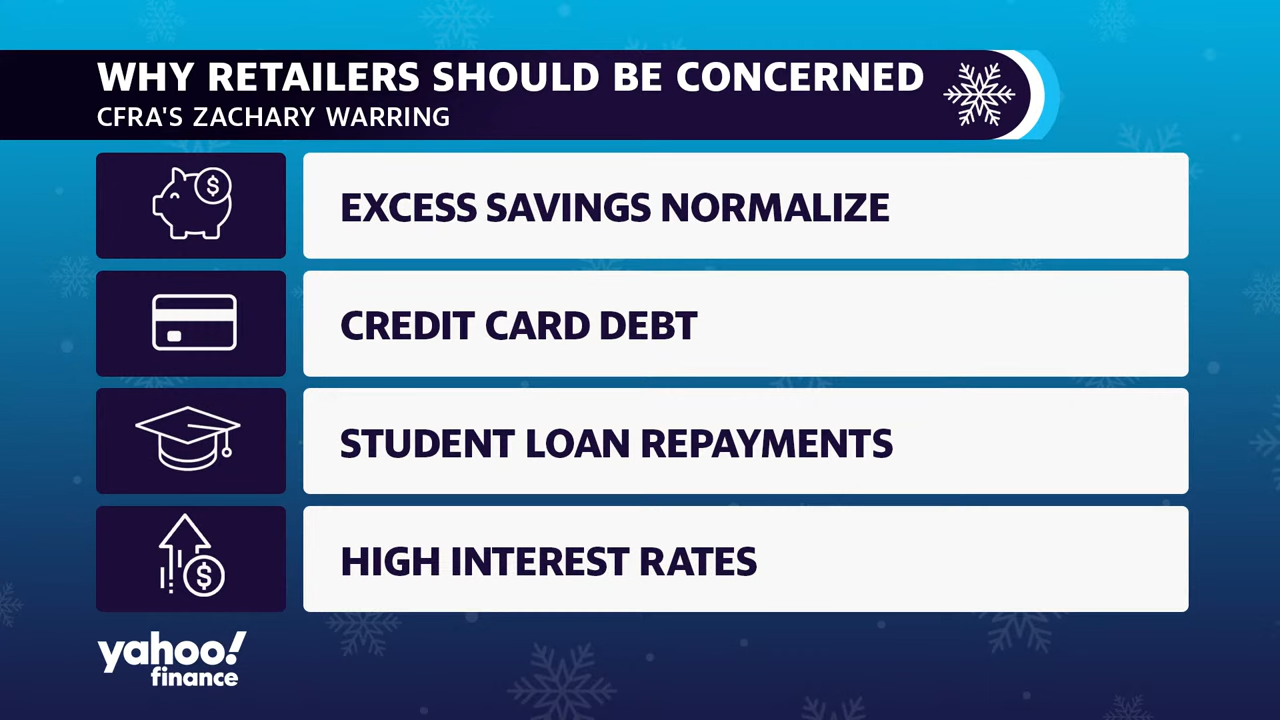 WHY RETAILERS SHOULD BE CONCERNED
CFRA'S ZACHARY WARRING
$
EXCESS SAVINGS NORMALIZE
CREDIT CARD DEBT
STUDENT LOAN REPAYMENTS
$
HIGH INTEREST RATES
yahoo!
finance